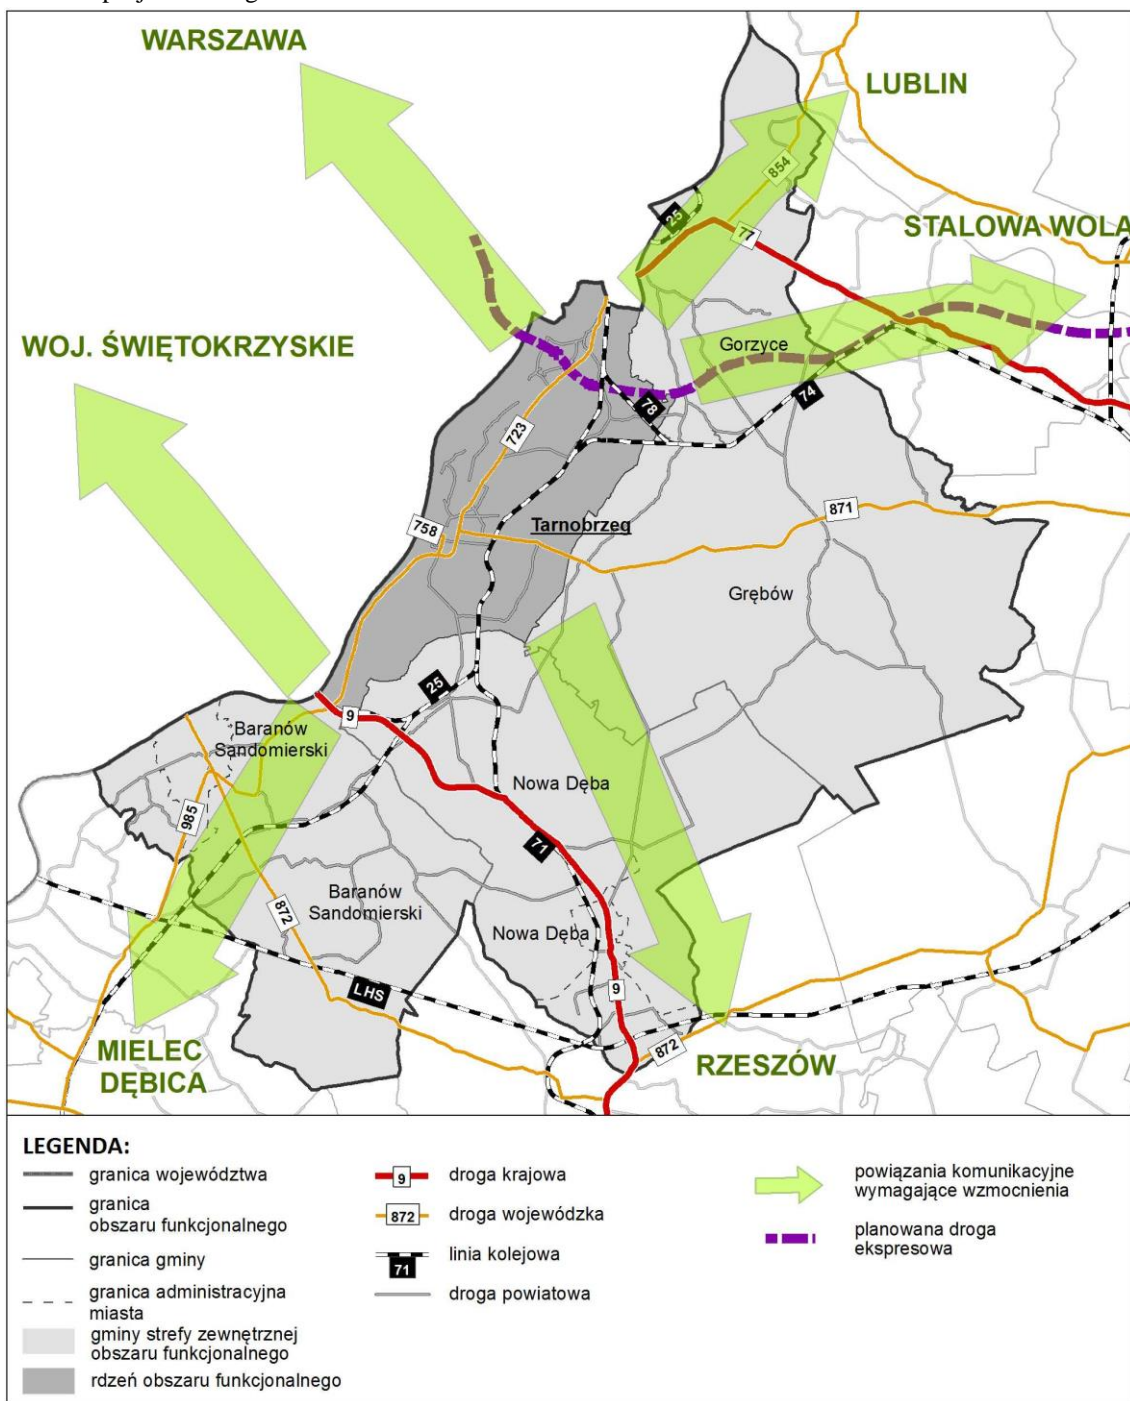 WARSZAWA
LUBLIN
854
25
77
STALOWA WOLA
WOJ. ŚWIĘTOKRZYSKIE
Gorzyce
78
74
723
758
Tarnobrzeg
871
Grębów
25
9
Baranów
Sandomierski
Nowa Dęba
985
71
Baranów
Sandomierski
872
Nowa Dęba
LHS
9
872
MIELEC
DĘBICA
RZESZÓW
LEGENDA:
granica województwa
granica
obszaru funkcjonalnego
granica gminy
granica administracyjna
miasta
gminy strefy zewnętrznej
obszaru funkcjonalnego
rdzeń obszaru funkcjonalnego
9 droga krajowa
872 droga wojewódzka
linia kolejowa
71
droga powiatowa
powiązania komunikacyjne
wymagające wzmocnienia
planowana droga
ekspresowa